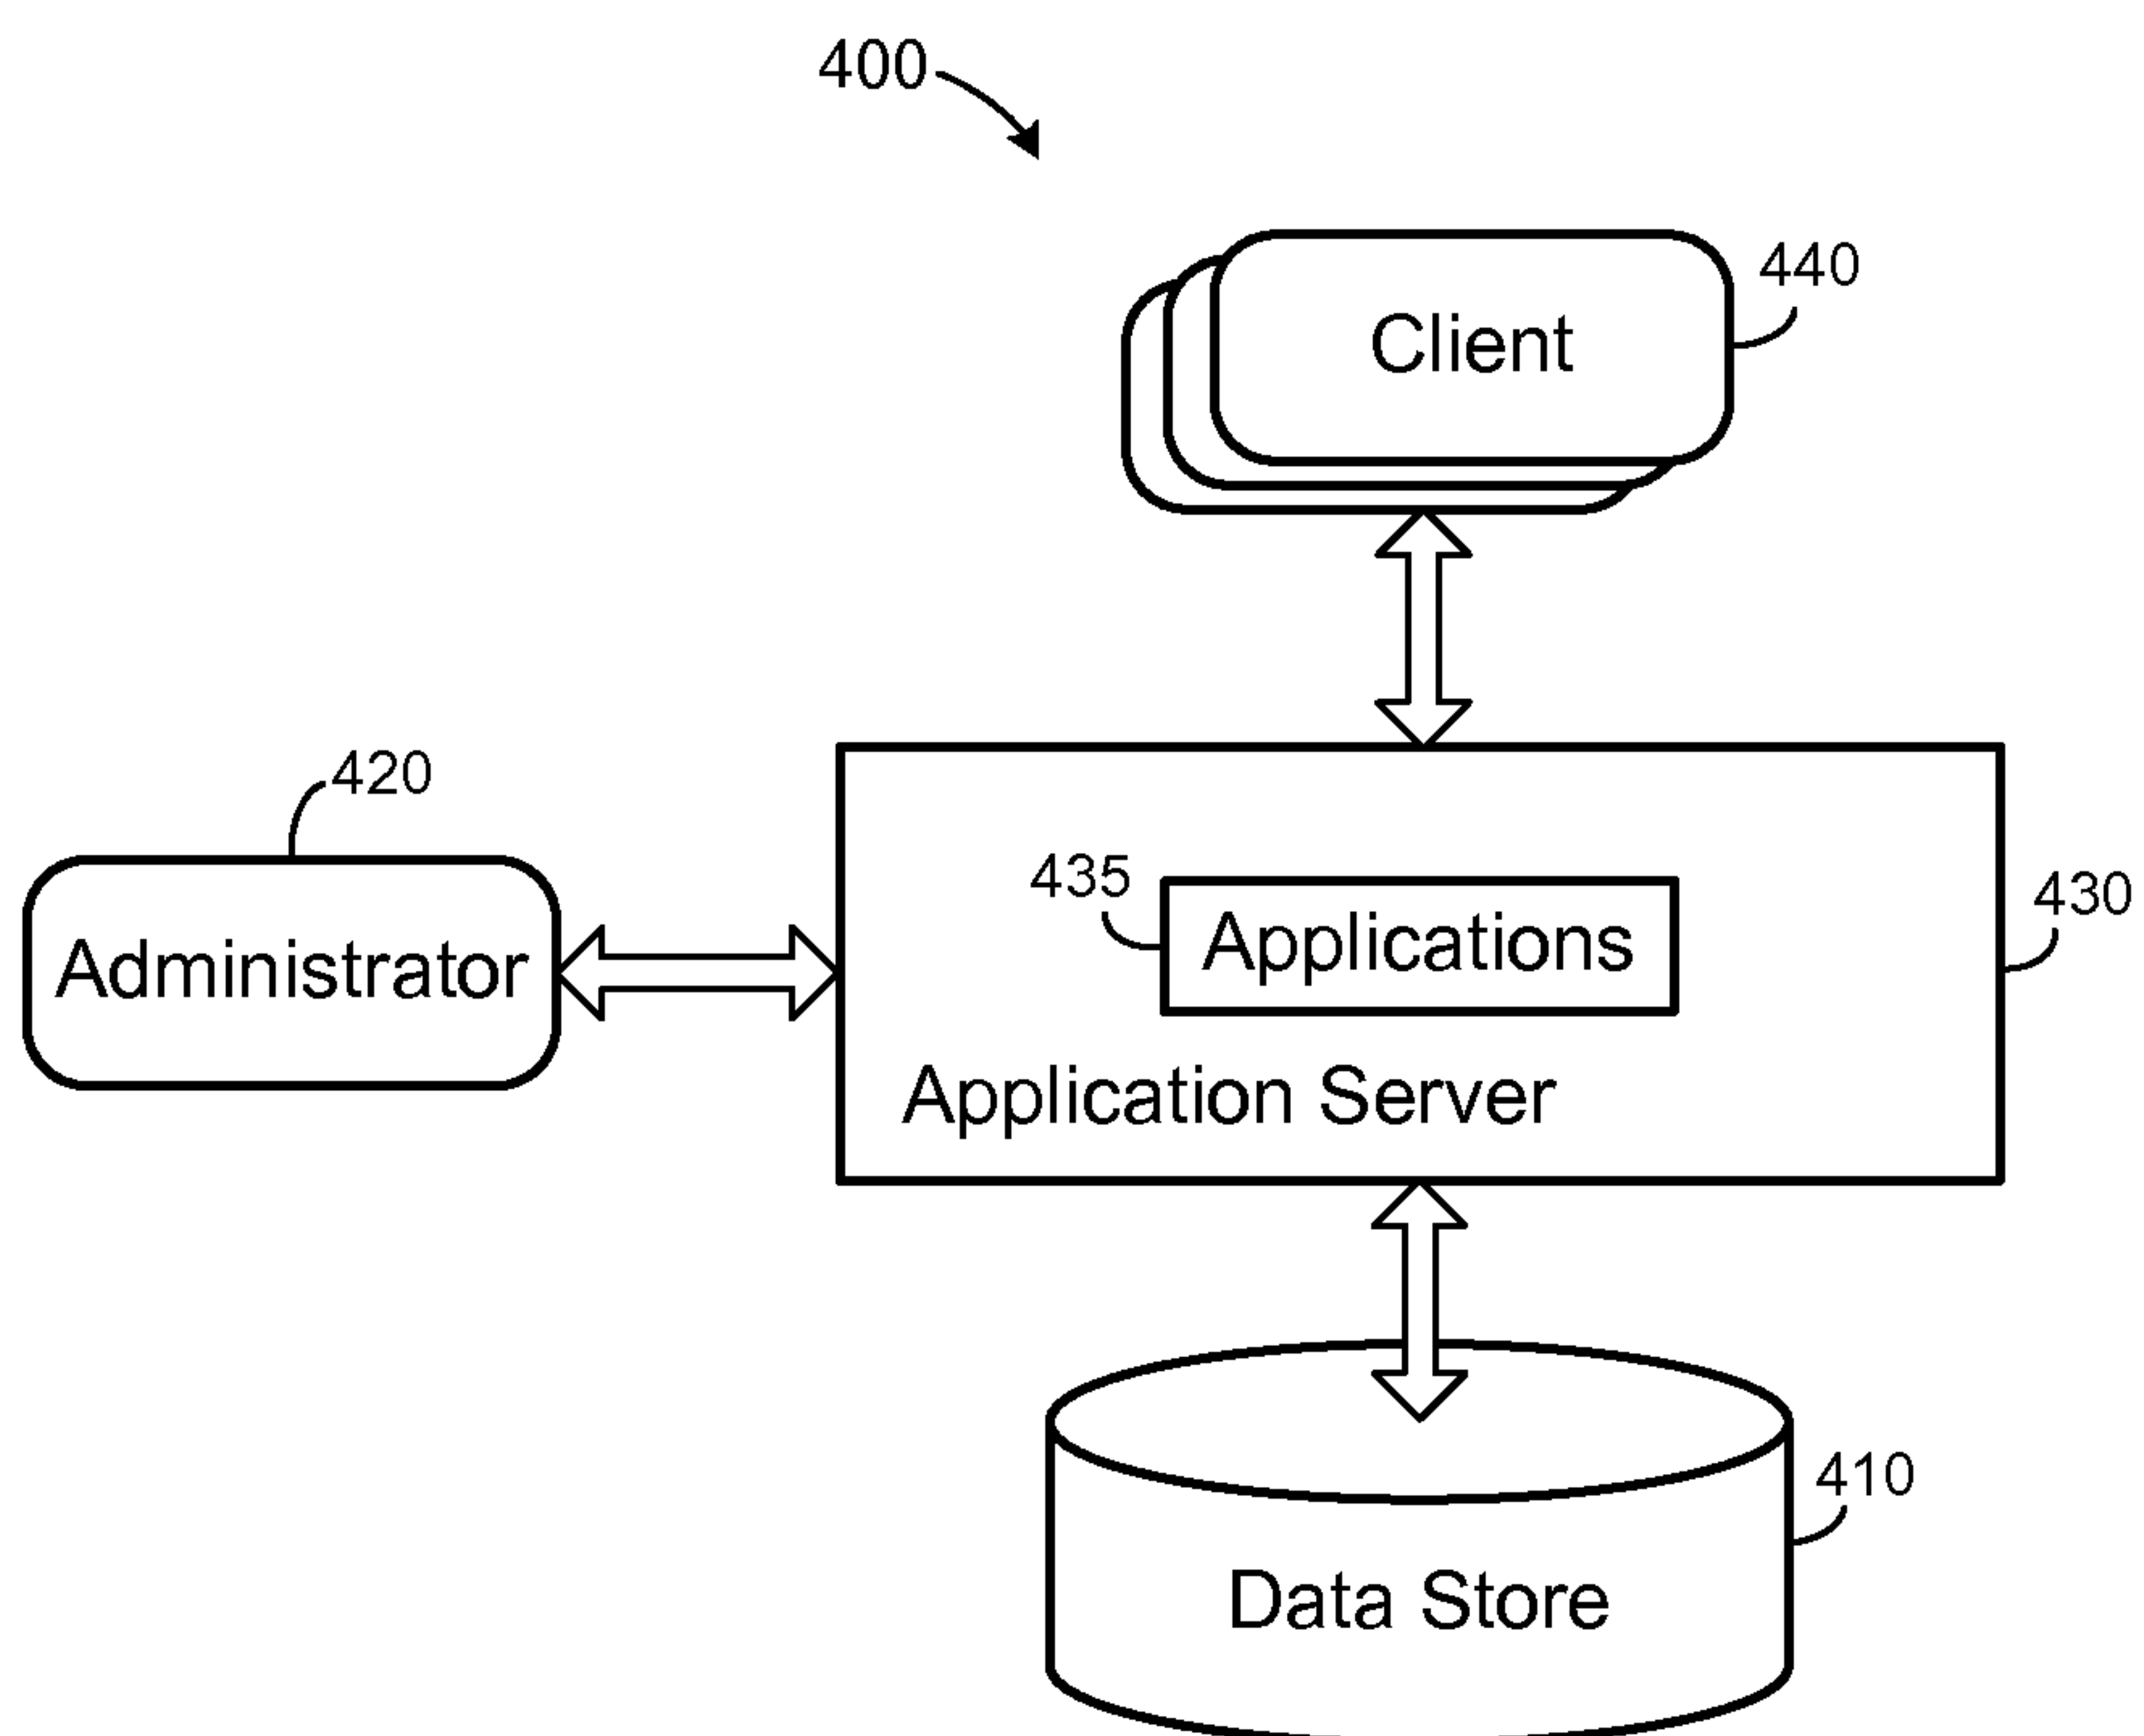 400
440
Client
420
435
430
Applications
Administrator
Application Server
410
Data Store